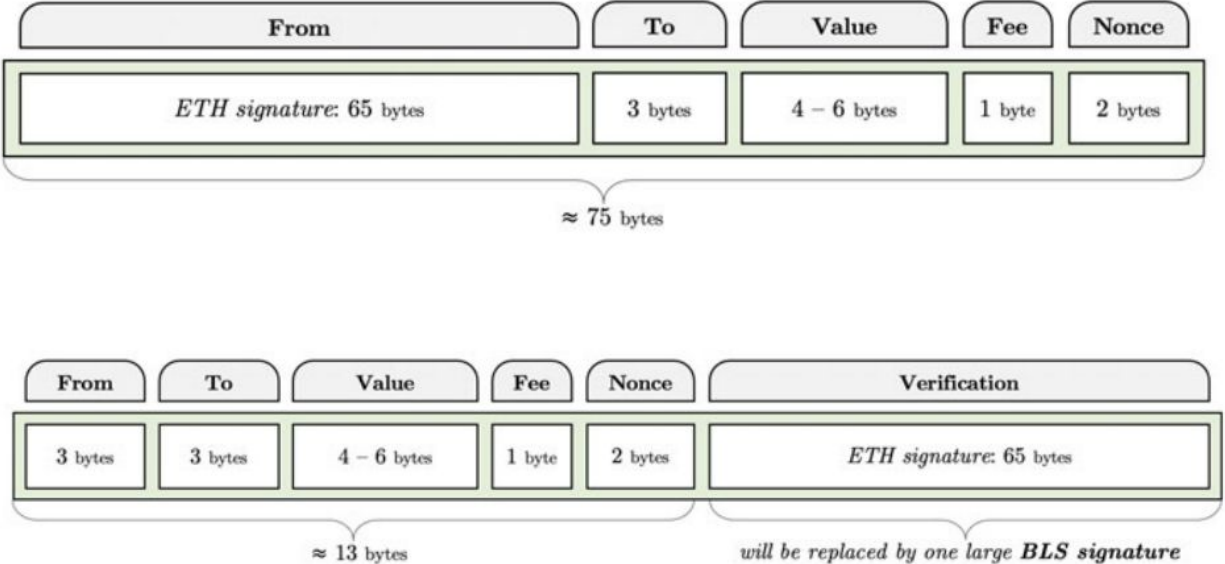 From To Value Fee Nonce
ETH signature: 65 bytes 3 bytes 4 – 6 bytes 1 byte 2 bytes
≈ 75 bytes
From To Value Fee Nonce Verification
3 bytes 3 bytes 4 – 6 bytes 1 byte 2 bytes ETH signature: 65 bytes
≈ 13 bytes will be replaced by one large BLS signature